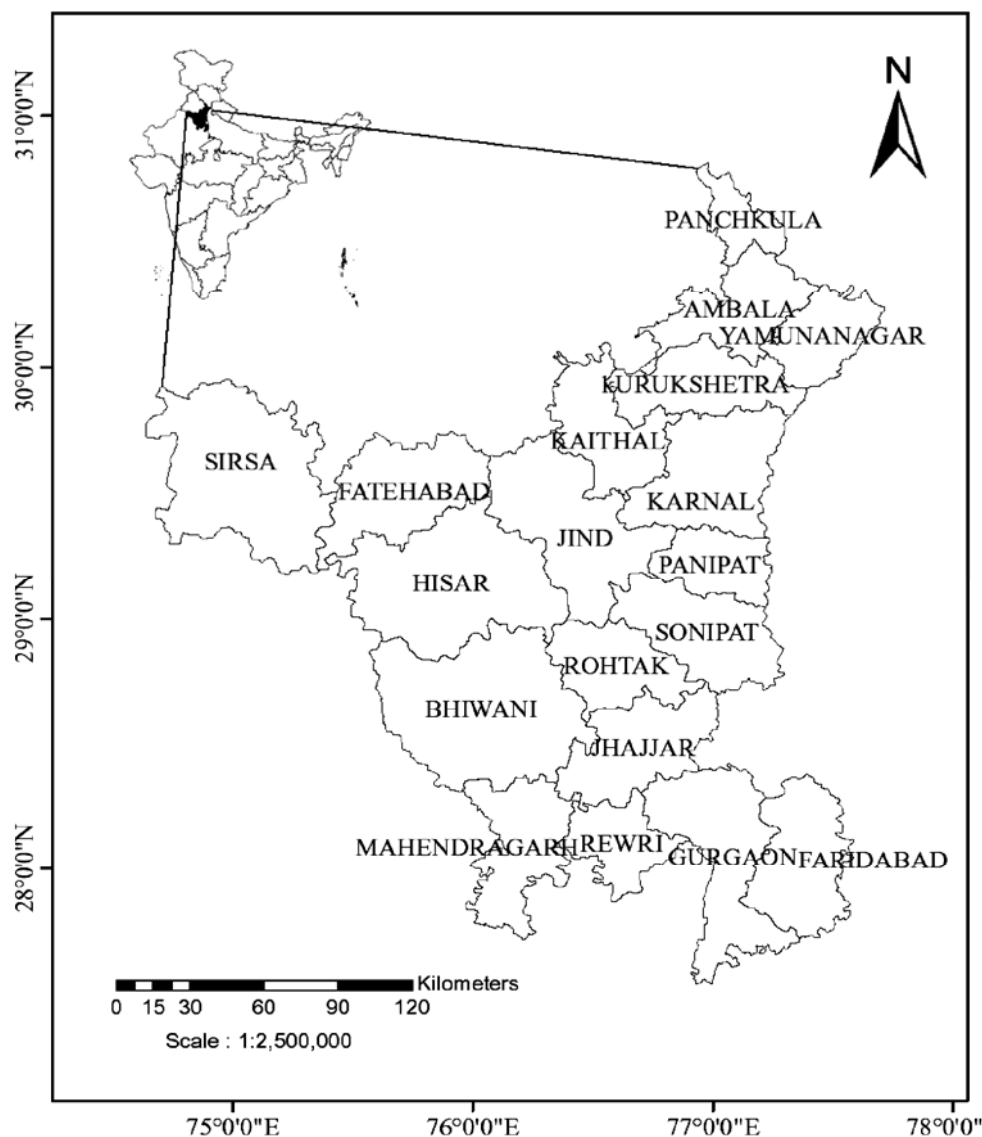 N
31°0'0"N
30°0'0"N
29°0'0"N
28°0'0"N
PANCHKULA
AMBALA
YAMUNANAGAR
KURUKSHETRA
KAITHAL
SIRSA
FATEHABAD
KARNAL
JIND
PANIPAT
HISAR
SONIPAT
ROHTAK
BHIWANI
JHAJJAR
MAHENDRAGARH
REWRI
GURGAON
FARIDABAD
Kilometers
0 15 30 60 90 120
Scale : 1:2,500,000
75°0'0"E 76°0'0"E 77°0'0"E 78°0'0"E